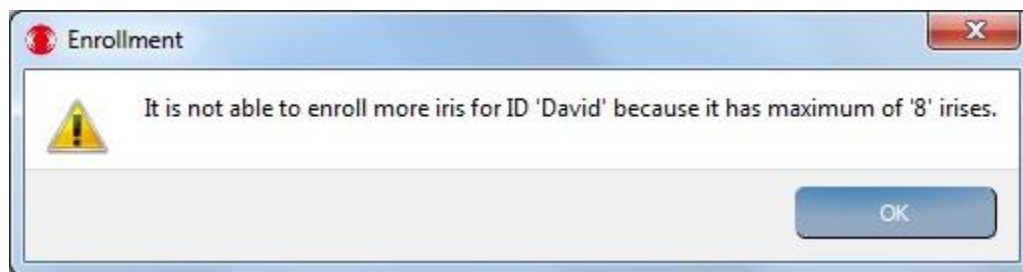 Enrollment
It is not able to enroll more iris for ID 'David' because it has maximum of '8' irises.
OK